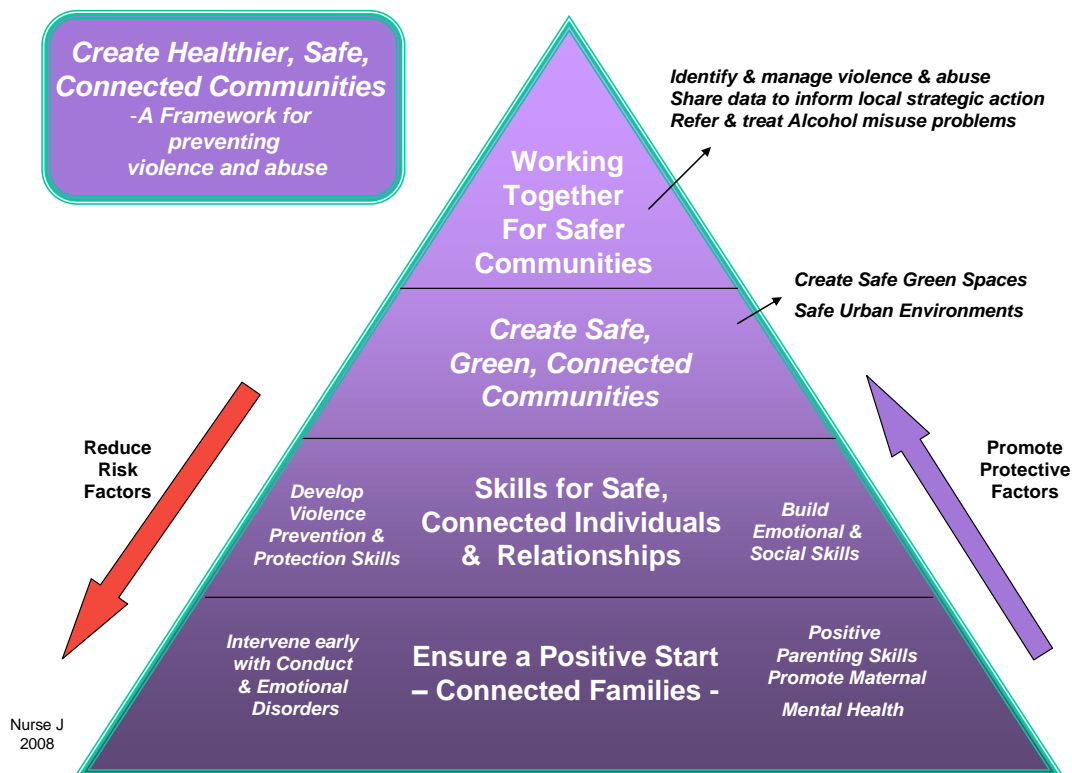 Create Healthier, Safe,
Connected Communities
-A Framework for
preventing
violence and abuse
Identify & manage violence & abuse
Share data to inform local strategic action
Refer & treat Alcohol misuse problems
Working
Together
For Safer
Communities
Create Safe Green Spaces
Safe Urban Environments
Create Safe,
Green, Connected
Communities
Reduce
Risk
Factors
Promote
Protective
Factors
Develop
Violence
Prevention &
Protection Skills
Skills for Safe,
Connected Individuals
& Relationships
Build
Emotional &
Social Skills
Intervene early
with Conduct
& Emotional
Disorders
Ensure a Positive Start
– Connected Families -
Positive
Parenting Skills
Promote Maternal
Mental Health
Nurse J
2008